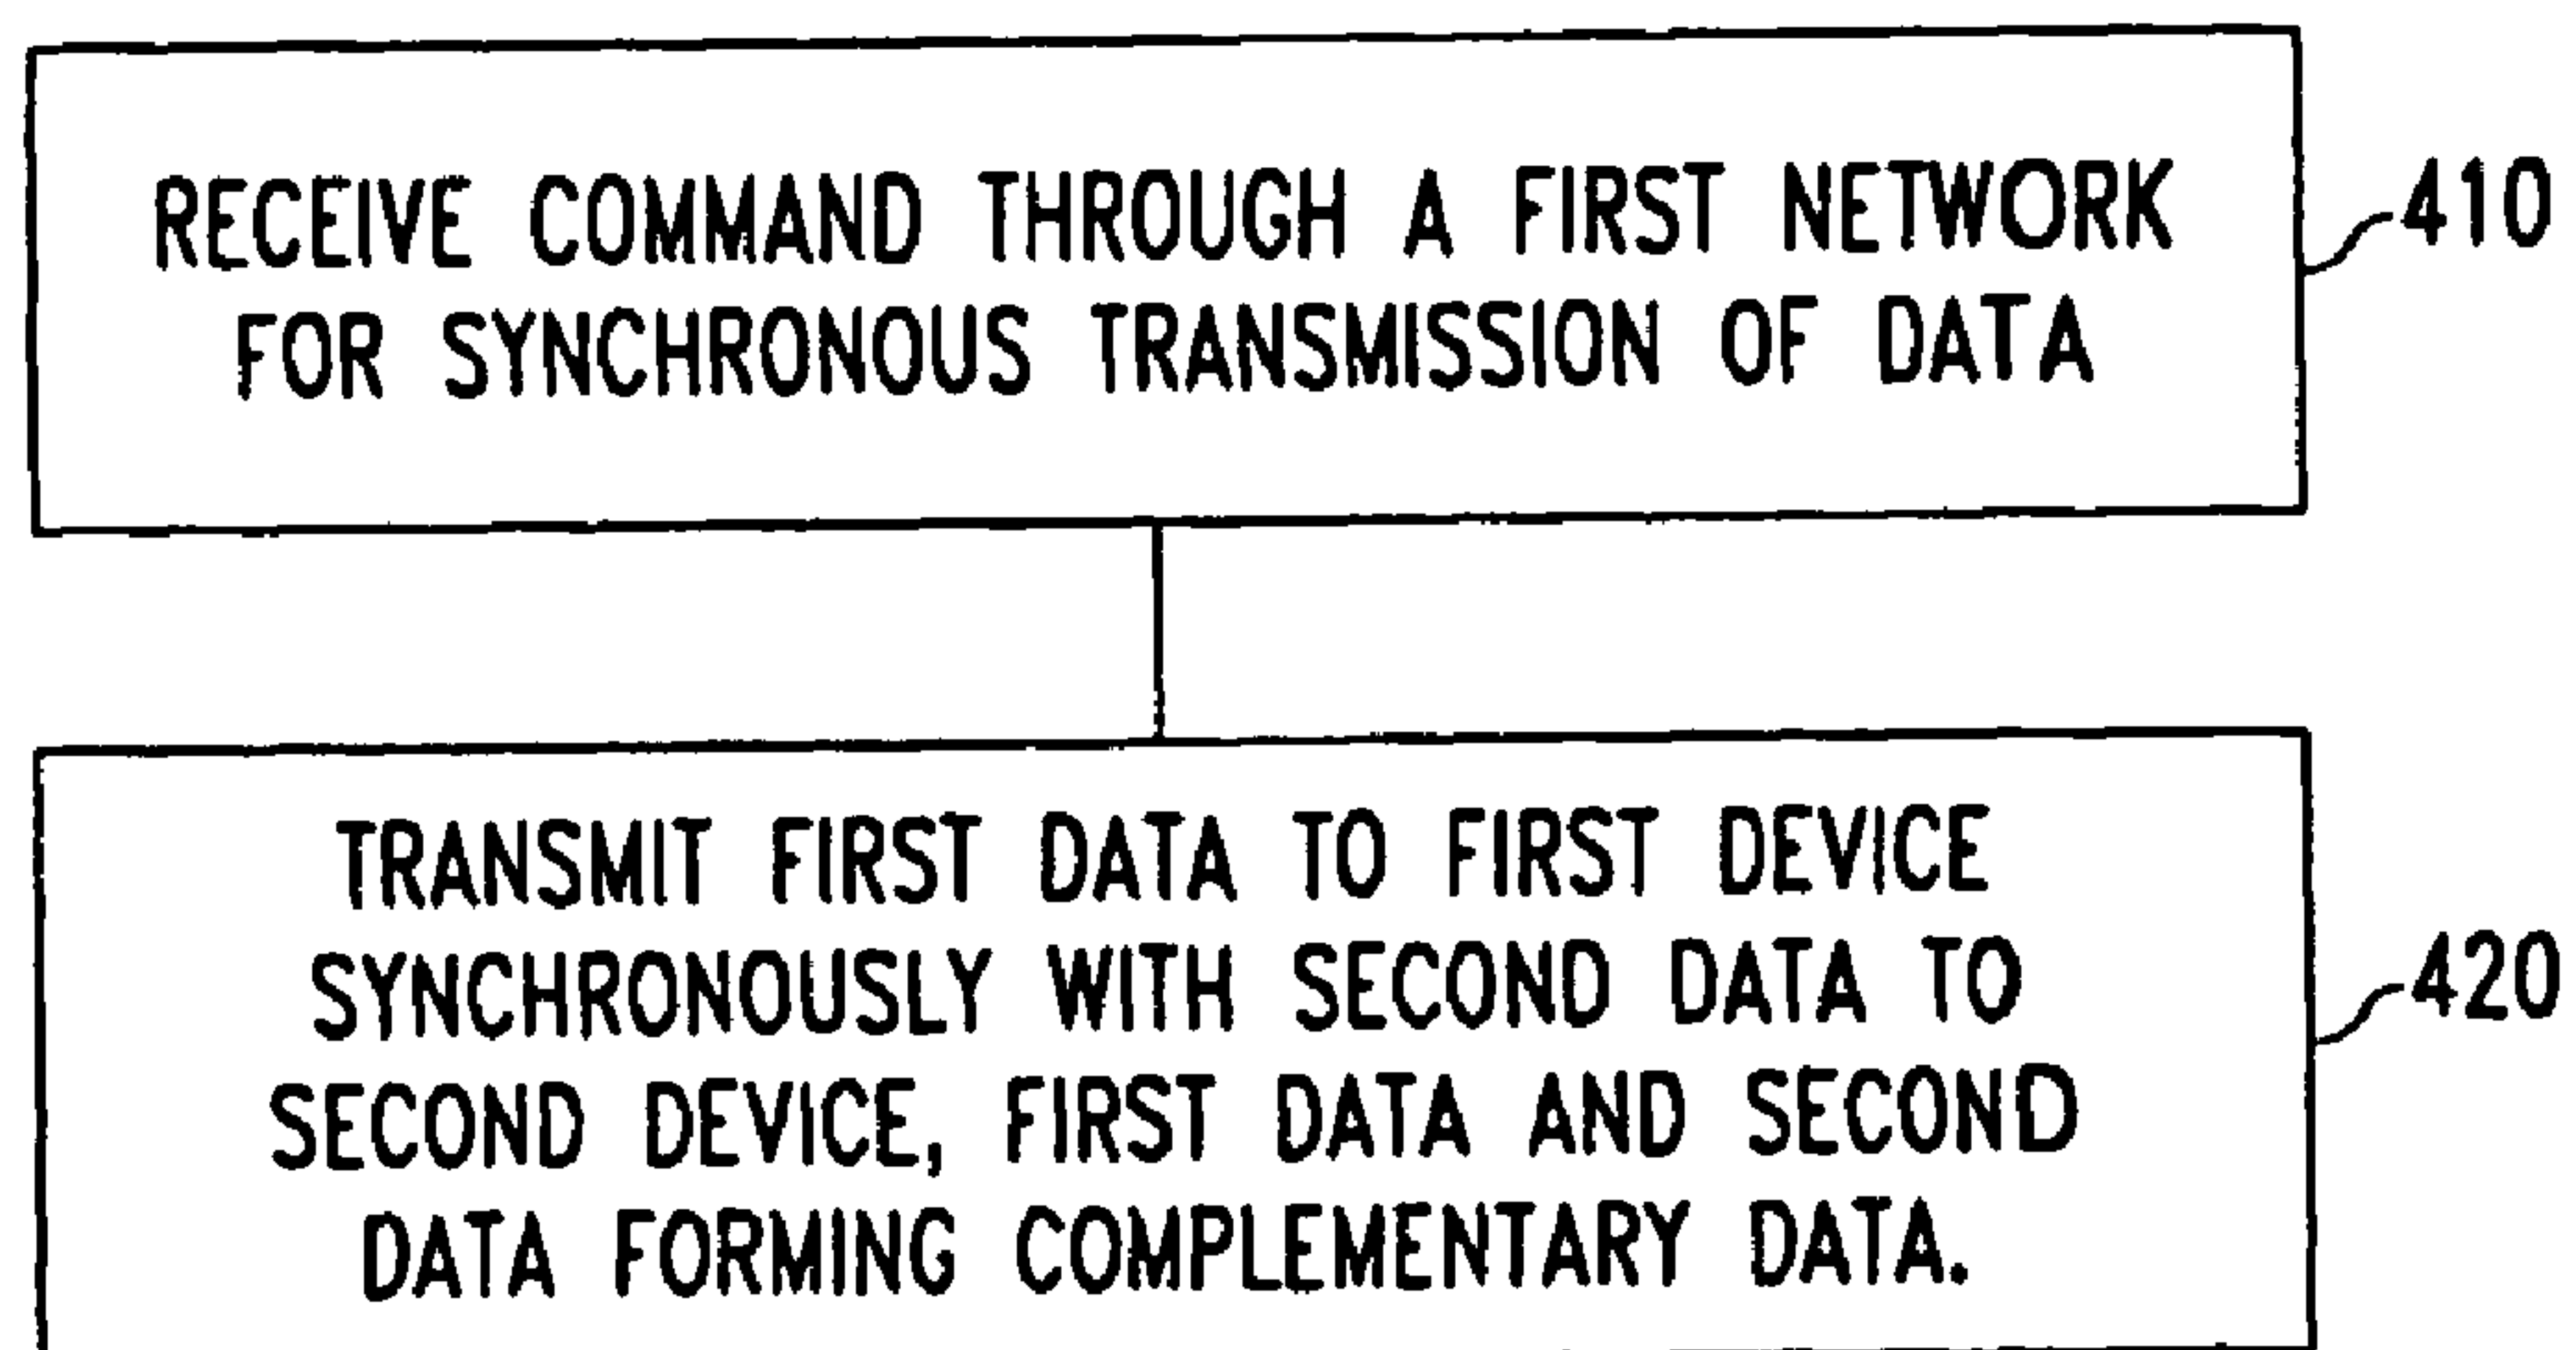 RECEIVE COMMAND THROUGH A FIRST NETWORK
FOR SYNCHRONOUS TRANSMISSION OF DATA
410
TRANSMIT FIRST DATA TO FIRST DEVICE
SYNCHRONOUSLY WITH SECOND DATA TO
SECOND DEVICE, FIRST DATA AND SECOND
DATA FORMING COMPLEMENTARY DATA.
420